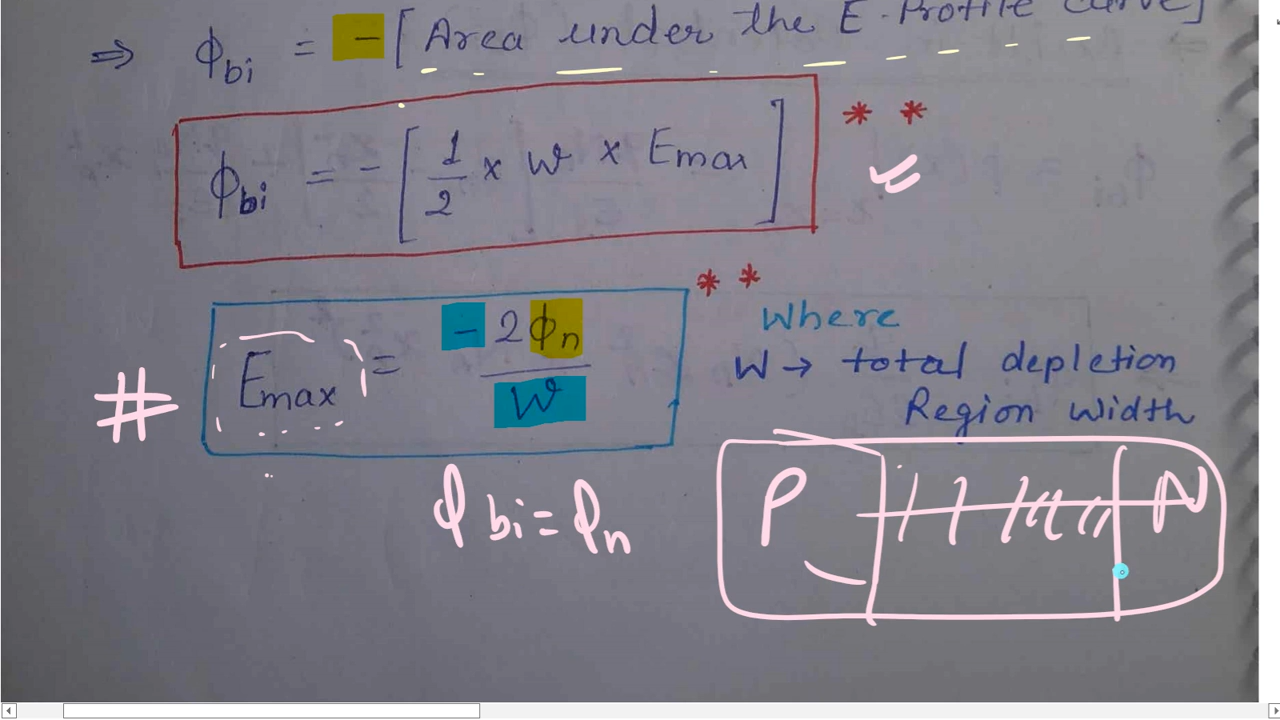 ⇒ ϕbi = - [ Area under the E-Profile curve ]
ϕbi = - [ 1/2 × W × Emax ] * *
* *
# Emax = -2ϕn / W
Where
W → total depletion
Region Width
ϕbi = ϕn
P N